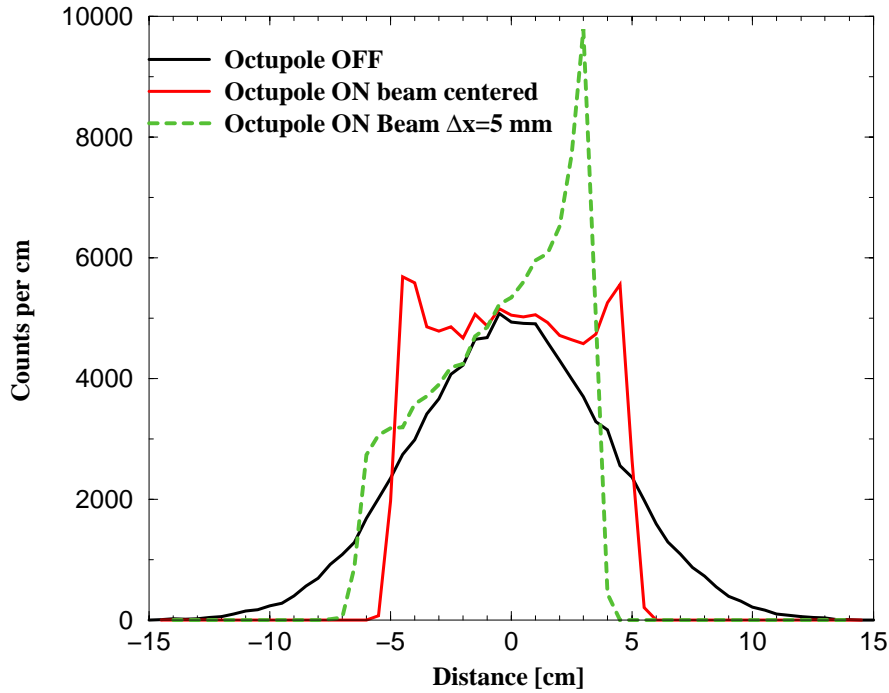 10000
8000
6000
4000
2000
0
Counts per cm
Octupole OFF
Octupole ON beam centered
Octupole ON Beam Δx=5 mm
−15 −10 −5 0 5 10 15
Distance [cm]